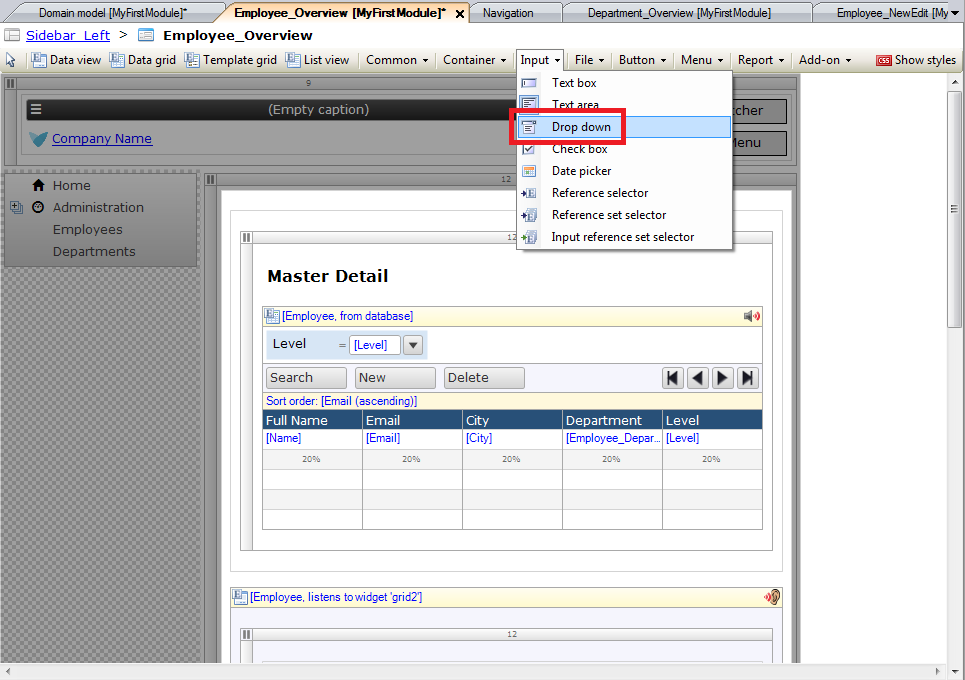 Domain model [MyFirstModule]* Employee_Overview [MyFirstModule]* Navigation Department_Overview [MyFirstModule] Employee_NewEdit [My
Sidebar_Left > Employee_Overview
Data view Data grid Template grid List view Common Container Input File Button Menu Report Add-on CSS Show styles
9
Text box
(Empty caption)
Text area
rcher
Drop down
Company Name
Menu
Check box
Date picker
Home
12
Reference selector
Administration
Reference set selector
Employees
12
Input reference set selector
Departments
Master Detail
[Employee, from database]
Level = [Level]
Search New Delete
Sort order: [Email (ascending)]
Full Name Email City Department Level
[Name] [Email] [City] [Employee_Depar... [Level]
20% 20% 20% 20% 20%
[Employee, listens to widget 'grid2']
12